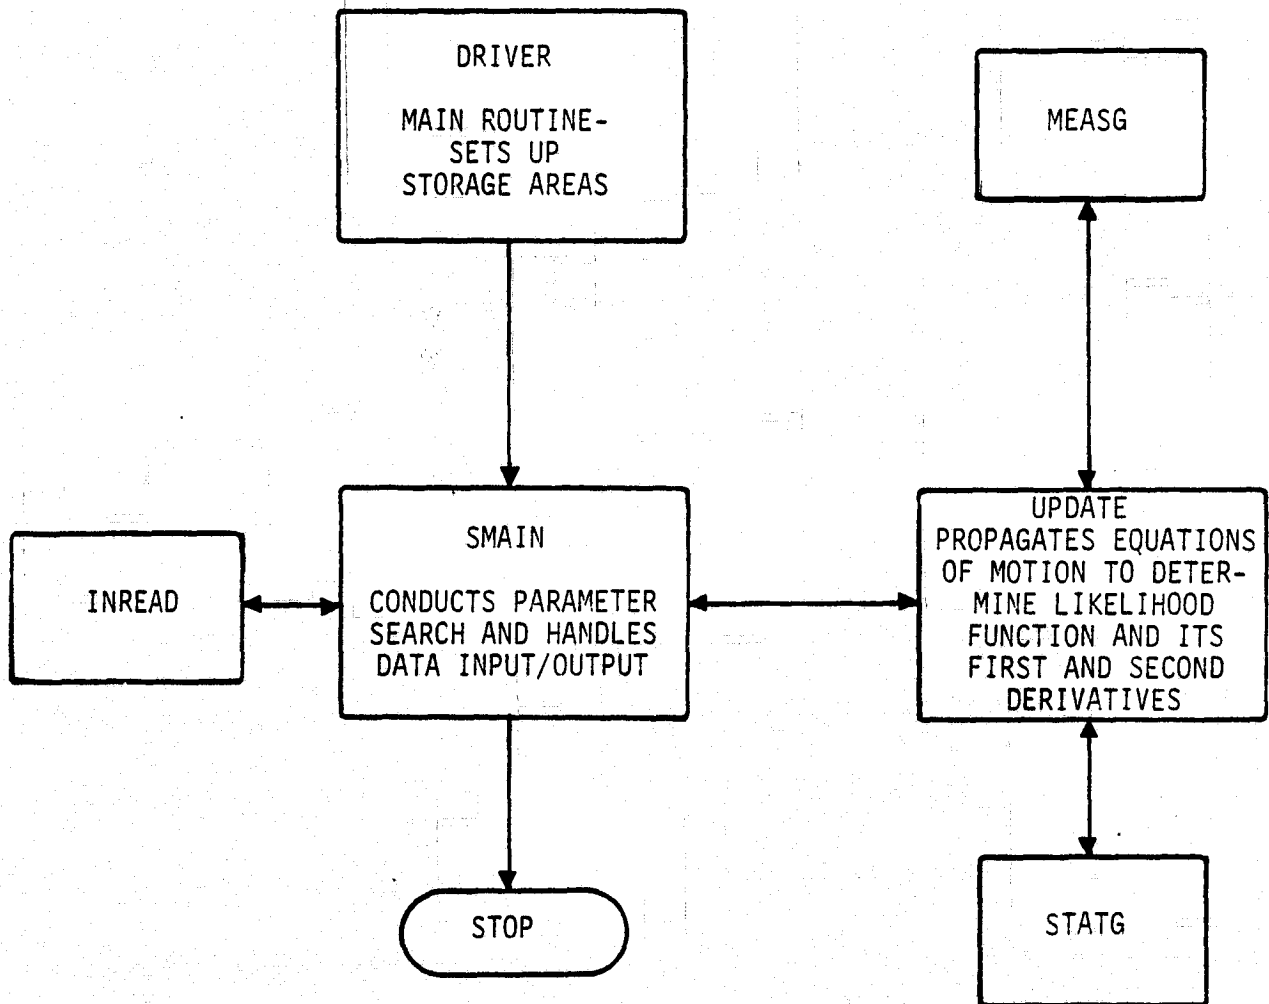 DRIVER
MAIN ROUTINE-
SETS UP
STORAGE AREAS
MEASG
INREAD
SMAIN
CONDUCTS PARAMETER
SEARCH AND HANDLES
DATA INPUT/OUTPUT
UPDATE
PROPAGATES EQUATIONS
OF MOTION TO DETER-
MINE LIKELIHOOD
FUNCTION AND ITS
FIRST AND SECOND
DERIVATIVES
STOP
STATG